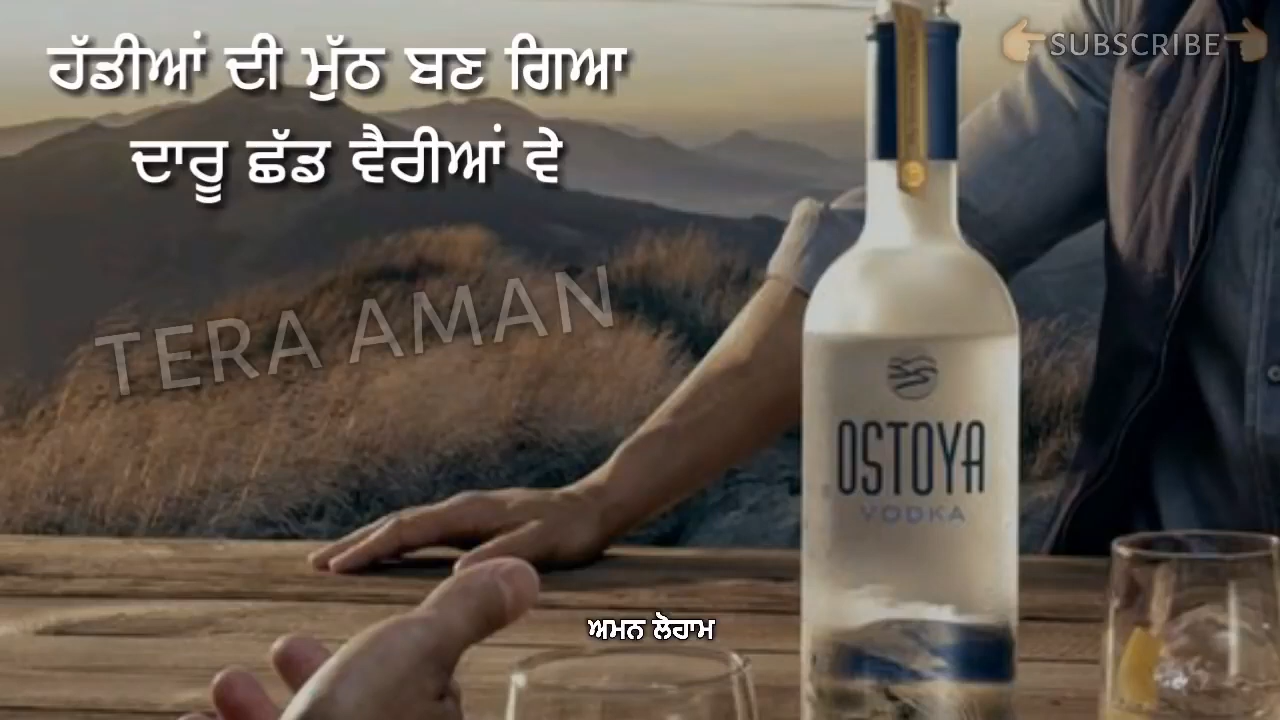 ਹੱਡੀਆਂ ਦੀ ਮੁੱਠ ਬਣ ਗਿਆ
ਦਾਰੂ ਛੱਡ ਵੈਰੀਆਂ ਵੇ
SUBSCRIBE
TERA AMAN
OSTOYA
VODKA
ਅਮਨ ਲੋਹਾਮ